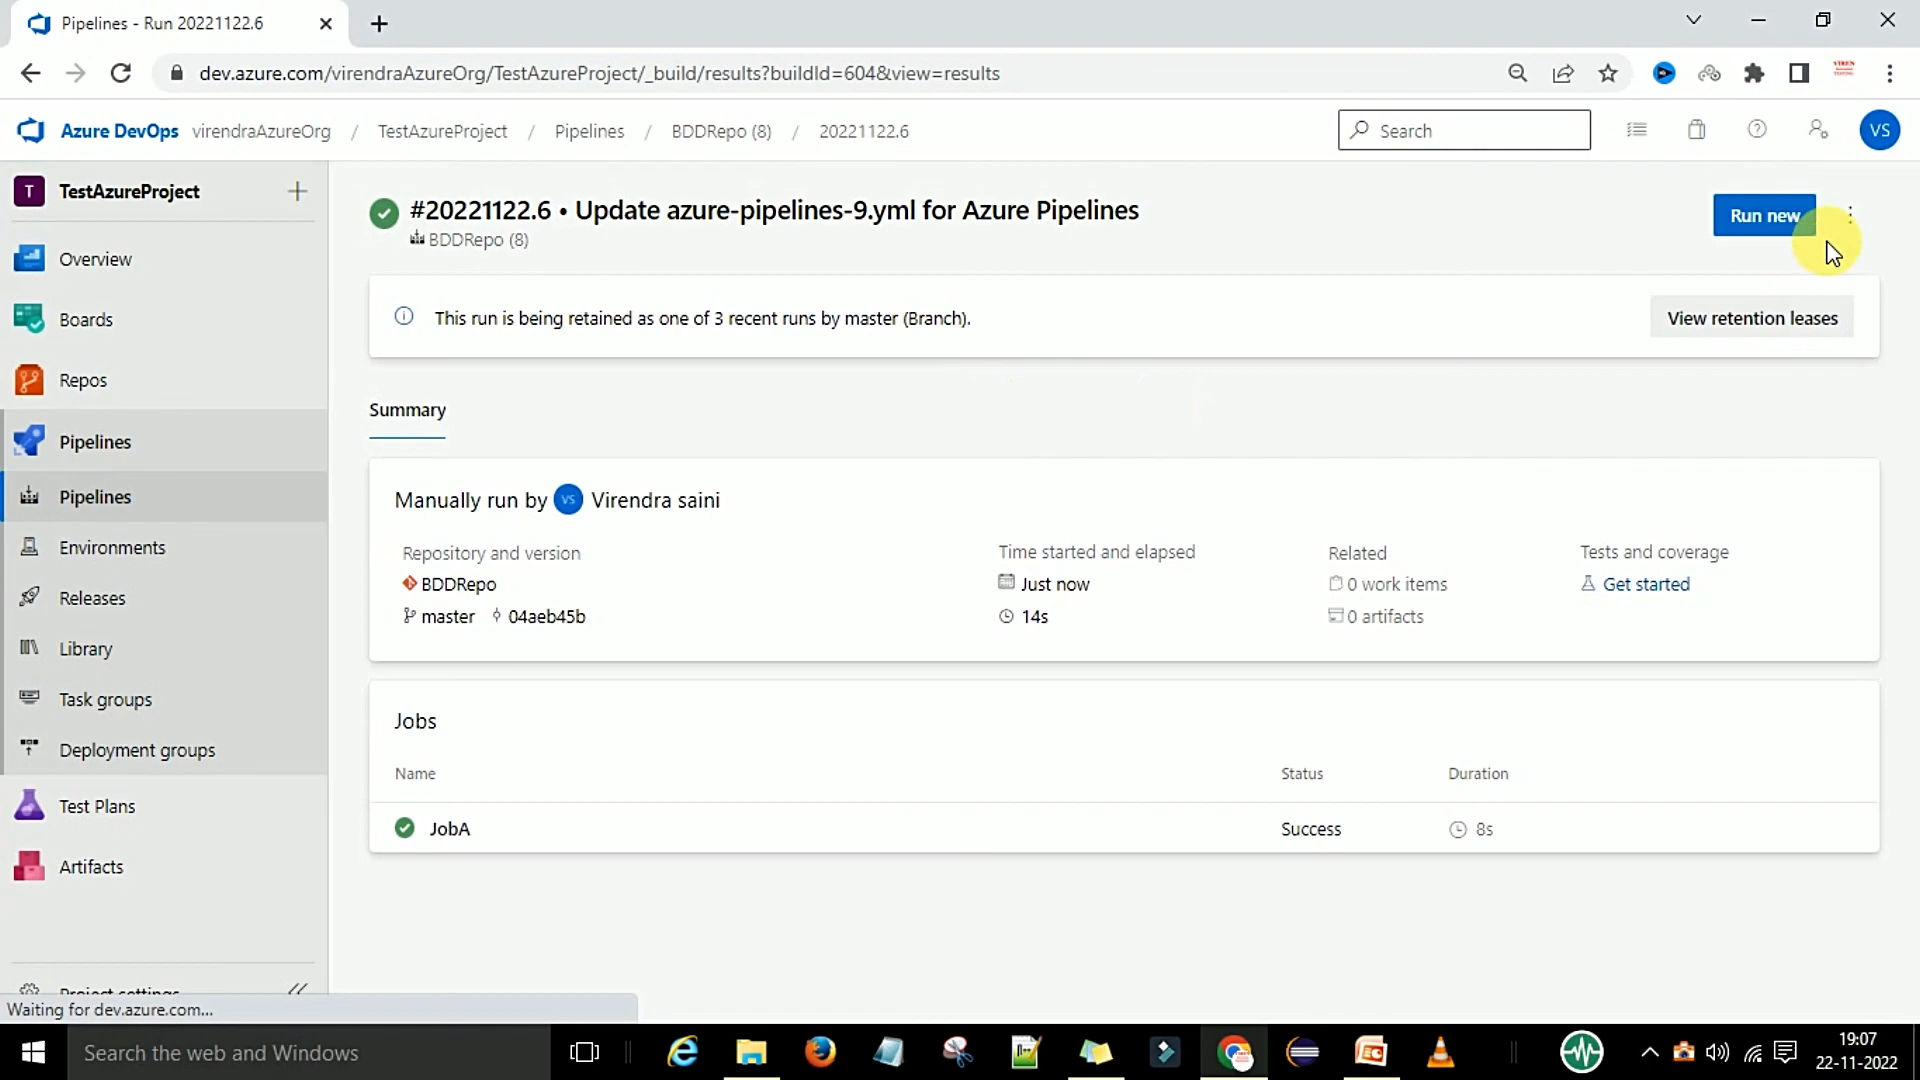 Pipelines - Run 20221122.6
dev.azure.com/virendraAzureOrg/TestAzureProject/_build/results?buildId=604&view=results
Azure DevOps virendraAzureOrg / TestAzureProject / Pipelines / BDDRepo (8) / 20221122.6
Search
VS
T TestAzureProject
Overview
Boards
Repos
Pipelines
Pipelines
Environments
Releases
Library
Task groups
Deployment groups
Test Plans
Artifacts
Project settings
#20221122.6 • Update azure-pipelines-9.yml for Azure Pipelines
BDDRepo (8)
Run new
This run is being retained as one of 3 recent runs by master (Branch).
View retention leases
Summary
Manually run by VS Virendra saini
Repository and version
BDDRepo
master 04aeb45b
Time started and elapsed
Just now
14s
Related
0 work items
0 artifacts
Tests and coverage
Get started
Jobs
Name Status Duration
JobA Success 8s
Waiting for dev.azure.com...
Search the web and Windows
19:07
22-11-2022